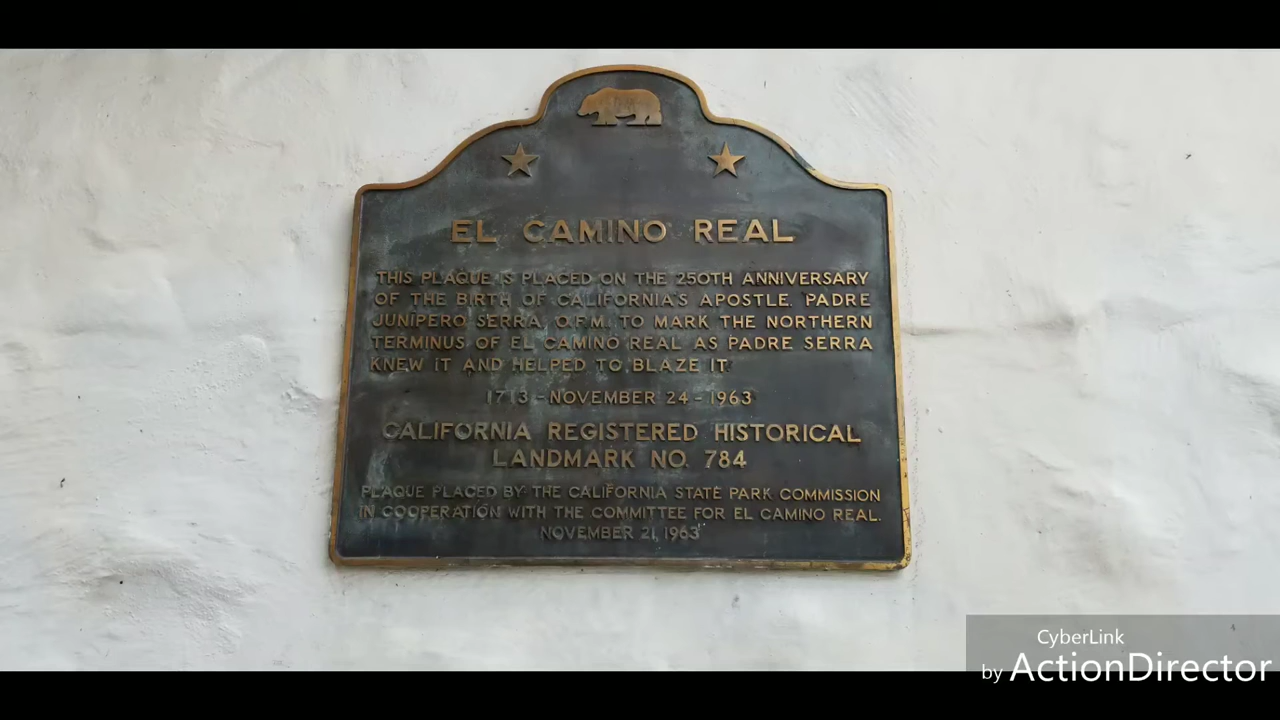 EL CAMINO REAL
THIS PLAQUE IS PLACED ON THE 250TH ANNIVERSARY
OF THE BIRTH OF CALIFORNIA'S APOSTLE, PADRE
JUNIPERO SERRA, O.F.M. TO MARK THE NORTHERN
TERMINUS OF EL CAMINO REAL AS PADRE SERRA
KNEW IT AND HELPED TO BLAZE IT.
1713 - NOVEMBER 24 - 1963
CALIFORNIA REGISTERED HISTORICAL
LANDMARK NO. 784
PLAQUE PLACED BY THE CALIFORNIA STATE PARK COMMISSION
IN COOPERATION WITH THE COMMITTEE FOR EL CAMINO REAL.
NOVEMBER 21, 1963
CyberLink
by ActionDirector